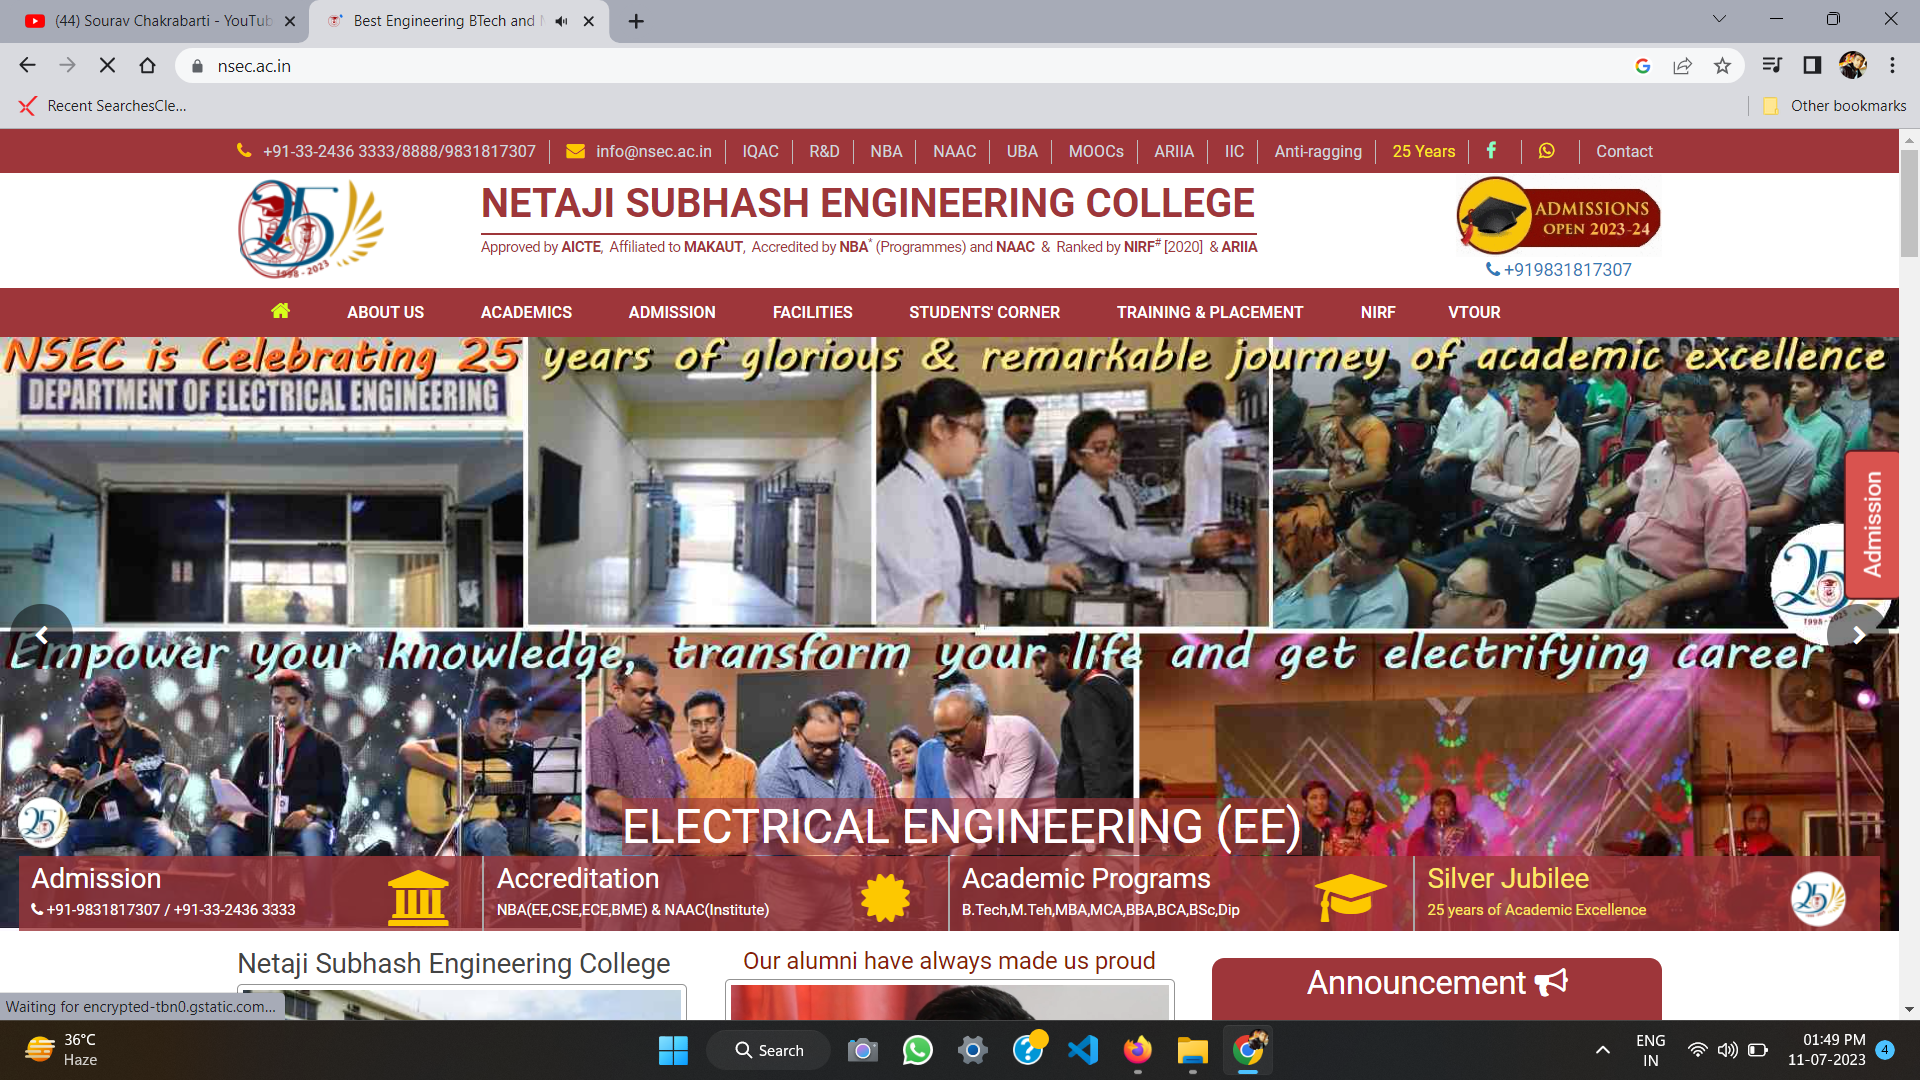 (44) Sourav Chakrabarti - YouTub
Best Engineering BTech and
nsec.ac.in
Recent SearchesCle...
Other bookmarks
+91-33-2436 3333/8888/9831817307
info@nsec.ac.in
IQAC
R&D
NBA
NAAC
UBA
MOOCs
ARIIA
IIC
Anti-ragging
25 Years
Contact
25
1998 - 2023
NETAJI SUBHASH ENGINEERING COLLEGE
Approved by AICTE, Affiliated to MAKAUT, Accredited by NBA* (Programmes) and NAAC & Ranked by NIRF# [2020] & ARIIA
ADMISSIONS
OPEN 2023-24
+919831817307
ABOUT US
ACADEMICS
ADMISSION
FACILITIES
STUDENTS' CORNER
TRAINING & PLACEMENT
NIRF
VTOUR
NSEC is Celebrating 25 years of glorious & remarkable journey of academic excellence
DEPARTMENT OF ELECTRICAL ENGINEERING
Admission
25
1998 - 2023
Empower your knowledge, transform your life and get electrifying career
25
ELECTRICAL ENGINEERING (EE)
Admission
+91-9831817307 / +91-33-2436 3333
Accreditation
NBA(EE,CSE,ECE,BME) & NAAC(Institute)
Academic Programs
B.Tech,M.Teh,MBA,MCA,BBA,BCA,BSc,Dip
Silver Jubilee
25 years of Academic Excellence
25
Netaji Subhash Engineering College
Our alumni have always made us proud
Announcement
Waiting for encrypted-tbn0.gstatic.com...
36°C
Haze
Search
ENG
IN
01:49 PM
11-07-2023
4